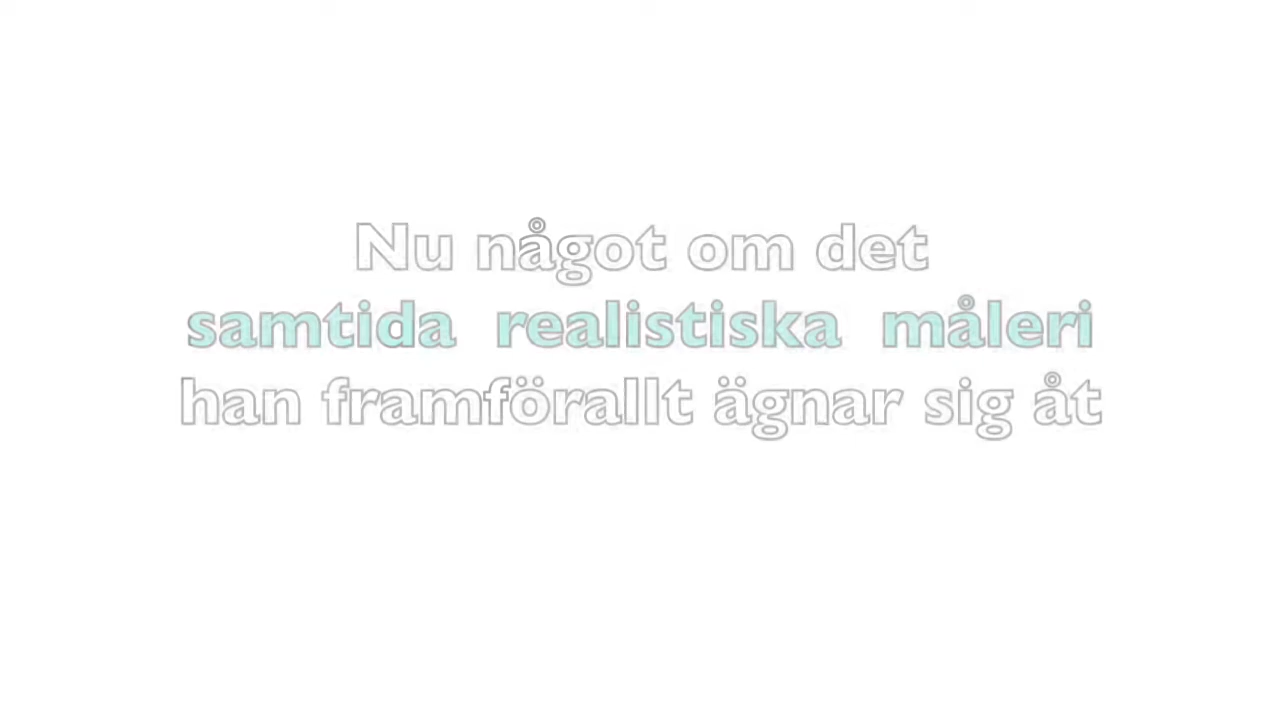 Nu något om det
samtida realistiska måleri
han framförallt ägnar sig åt